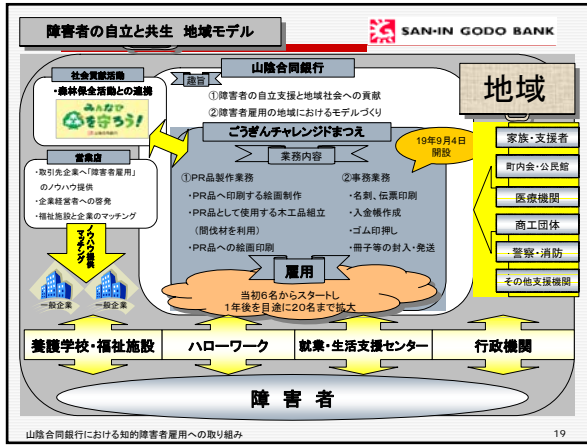 障害者の自立と共生 地域モデル
SAN-IN GODO BANK
社会貢献活動
・森林保全活動との連携
みんなで
を守ろう!
山陰合同銀行
趣旨
①障害者の自立支援と地域社会への貢献
②障害者雇用の地域におけるモデルづくり
地域
営業店
・取引先企業へ「障害者雇用」
のノウハウ提供
・企業経営者への啓発
・福祉施設と企業のマッチング
ごうぎんチャレンジドまつえ
19年9月4日
開設
業務内容
①PR品製作業務
・PR品へ印刷する絵画制作
・PR品として使用する木工品組立
(間伐材を利用)
・PR品への絵画印刷
②事務業務
・名刺、伝票印刷
・入金帳作成
・ゴム印押し
・冊子等の封入・発送
家族・支援者
町内会・公民館
医療機関
商工団体
警察・消防
その他支援機関
ノウハウ提供
マッチング
一般企業
一般企業
雇用
当初6名からスタートし
1年後を目途に20名まで拡大
養護学校・福祉施設
ハローワーク
就業・生活支援センター
行政機関
障害者
山陰合同銀行における知的障害者雇用への取り組み
19